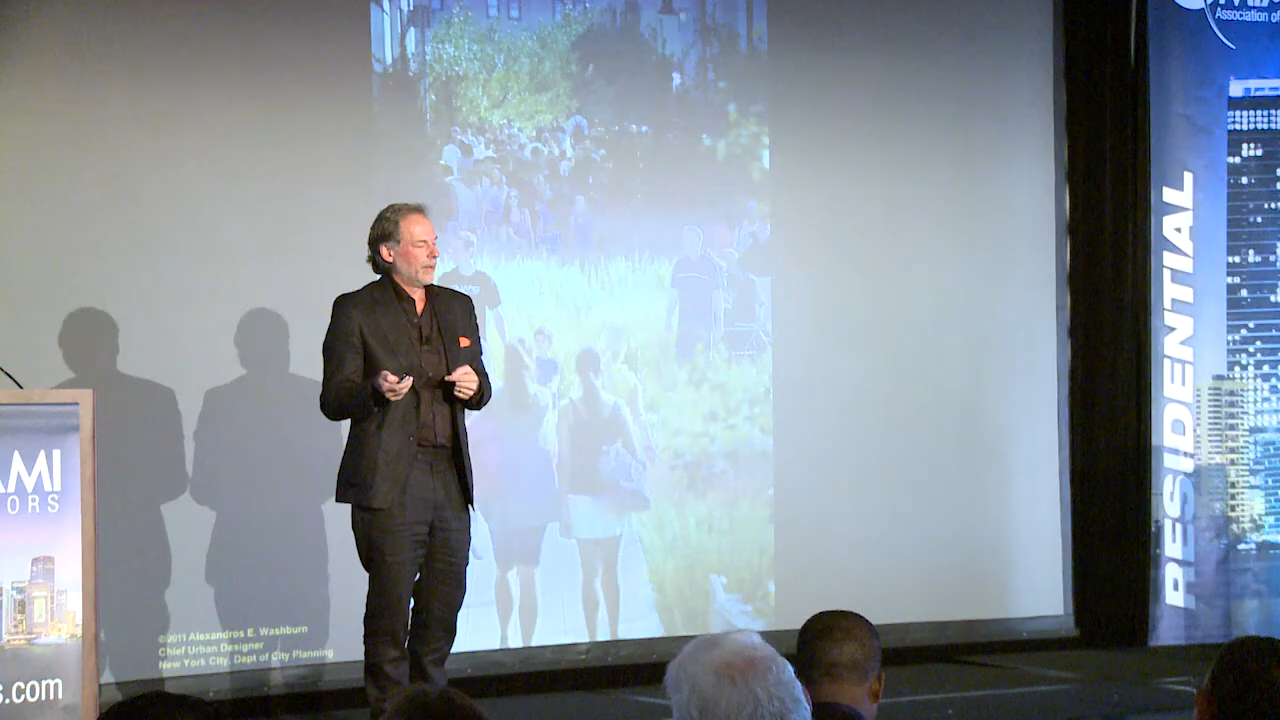 Association of
RESIDENTIAL
AMI
ORS
s.com
©2011 Alexandros E. Washburn
Chief Urban Designer
New York City, Dept of City Planning